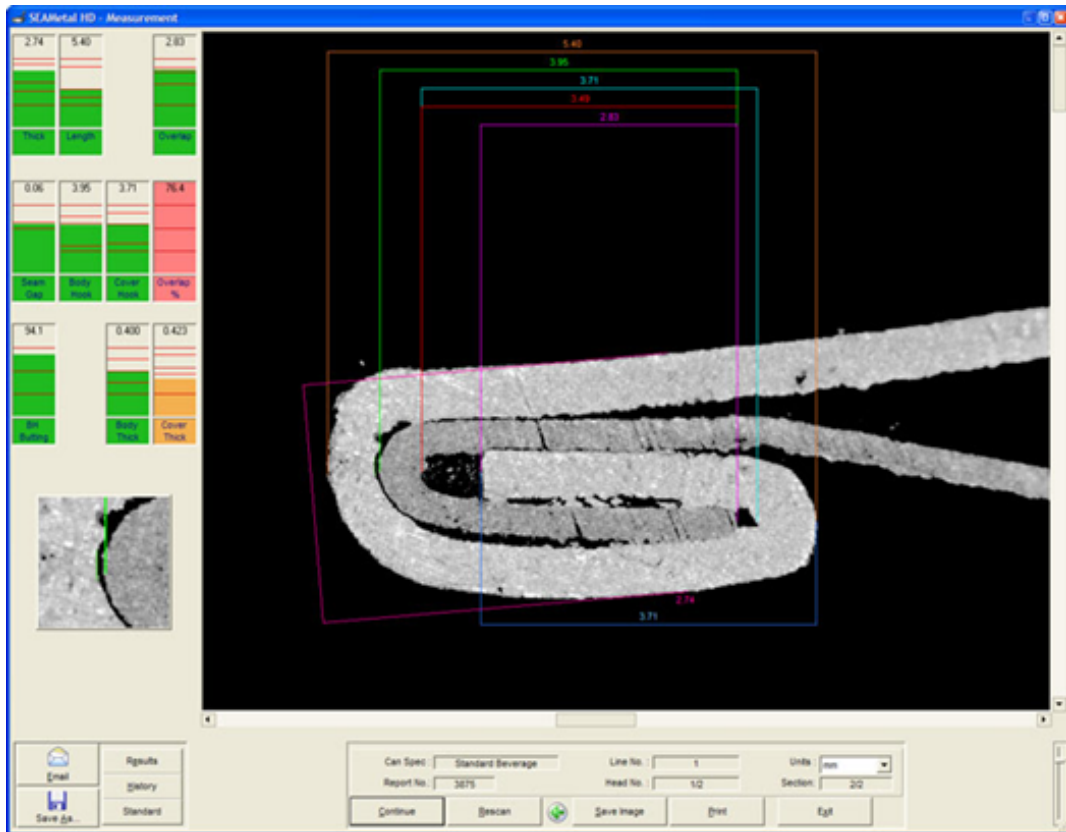 SEAMetal HD - Measurement
2.74 5.40 2.83
Thick Length Overlap
0.06 3.95 3.71 76.4
Seam Gap Body Hook Cover Hook Overlap %
94.1 0.400 0.423
BH Butting Body Thick Cover Thick
5.40
3.95
3.71
3.49
2.83
2.74
3.71
Email
Save As...
Results
History
Standard
Can Spec: Standard Beverage Line No.: 1 Units: mm
Report No.: 3875 Head No.: 1/2 Section: 2/2
Continue Rescan Save Image Print Exit